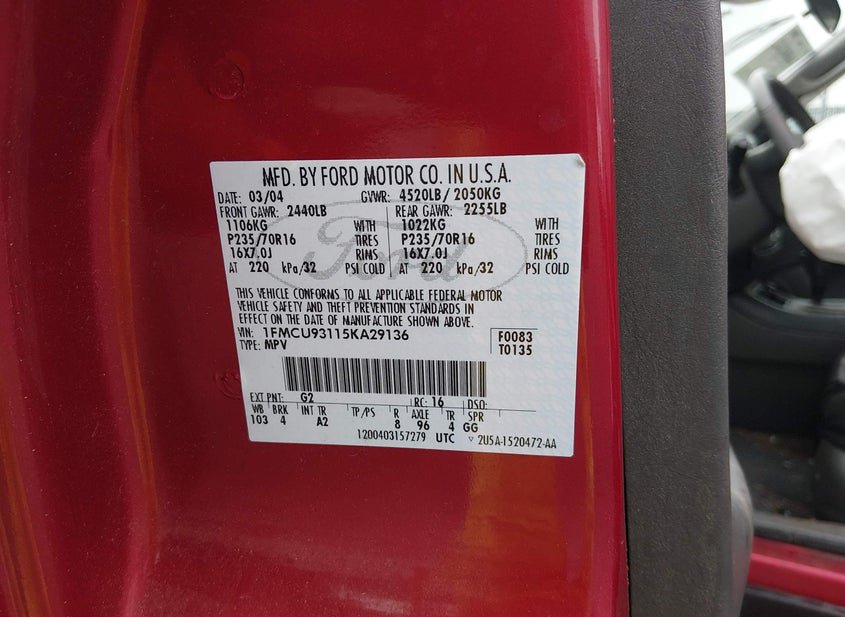 MFD. BY FORD MOTOR CO. IN U.S.A.
DATE: 03/04 GVWR: 4520LB/ 2050KG
FRONT GAWR: 2440LB REAR GAWR: 2255LB
1106KG WITH 1022KG WITH
P235/70R16 TIRES P235/70R16 TIRES
16X7.0J RIMS 16X7.0J RIMS
AT 220 kPa/32 PSI COLD AT 220 kPa/32 PSI COLD
Ford
THIS VEHICLE CONFORMS TO ALL APPLICABLE FEDERAL MOTOR
VEHICLE SAFETY AND THEFT PREVENTION STANDARDS IN
EFFECT ON THE DATE OF MANUFACTURE SHOWN ABOVE.
VIN: 1FMCU93115KA29136 F0083
TYPE: MPV T0135
EXT PNT: G2 RC: 16 DSO:
WB BRK INT TR TP/PS R AXLE TR SPR
103 4 A2 8 96 4 GG
1200403157279 UTC ▽ 2U5A-1520472-AA